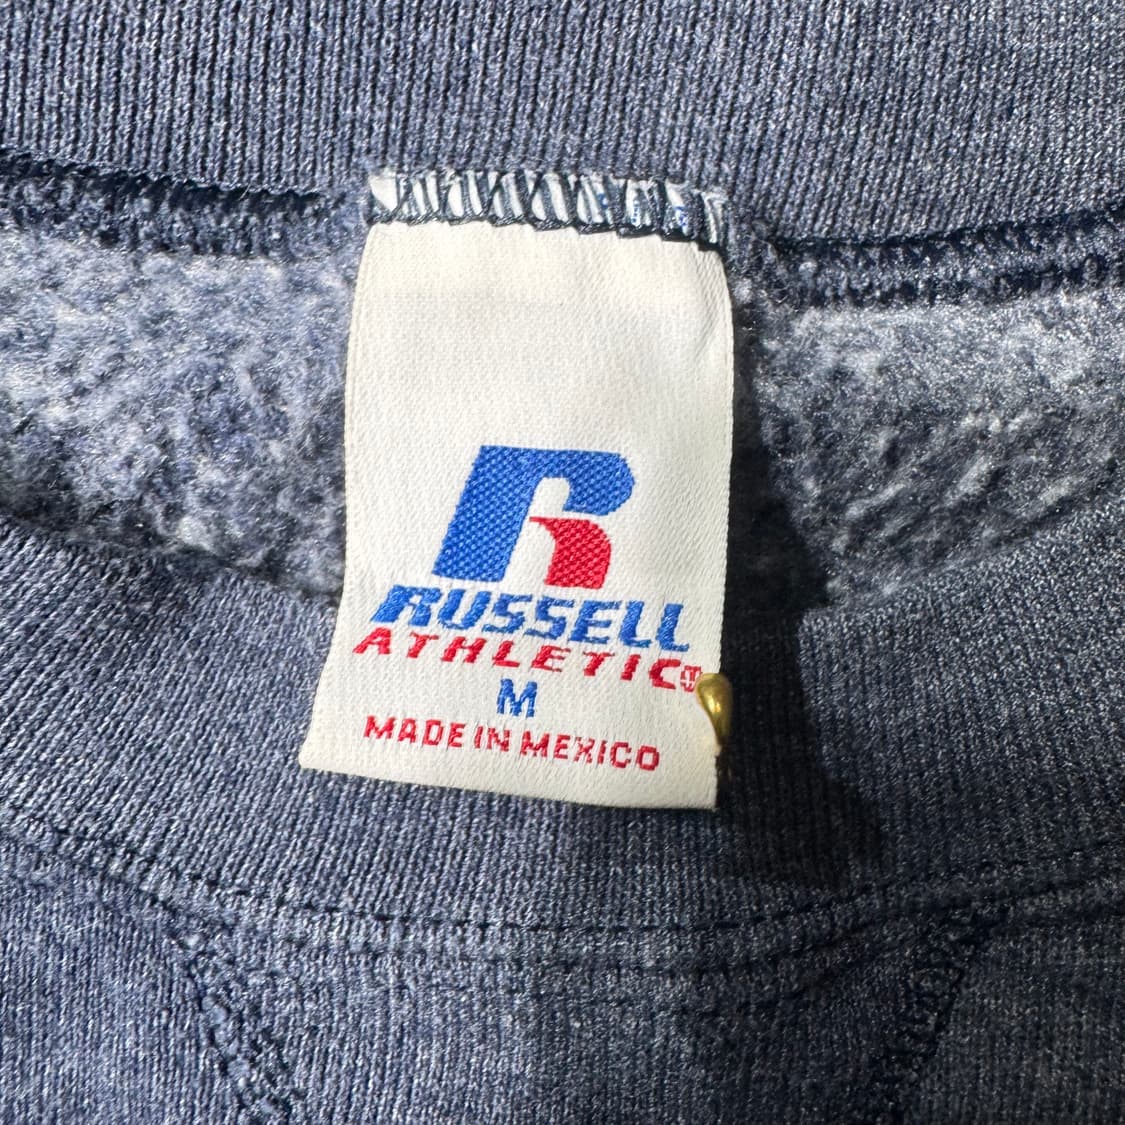 R
RUSSELL
ATHLETIC®
M
MADE IN MEXICO